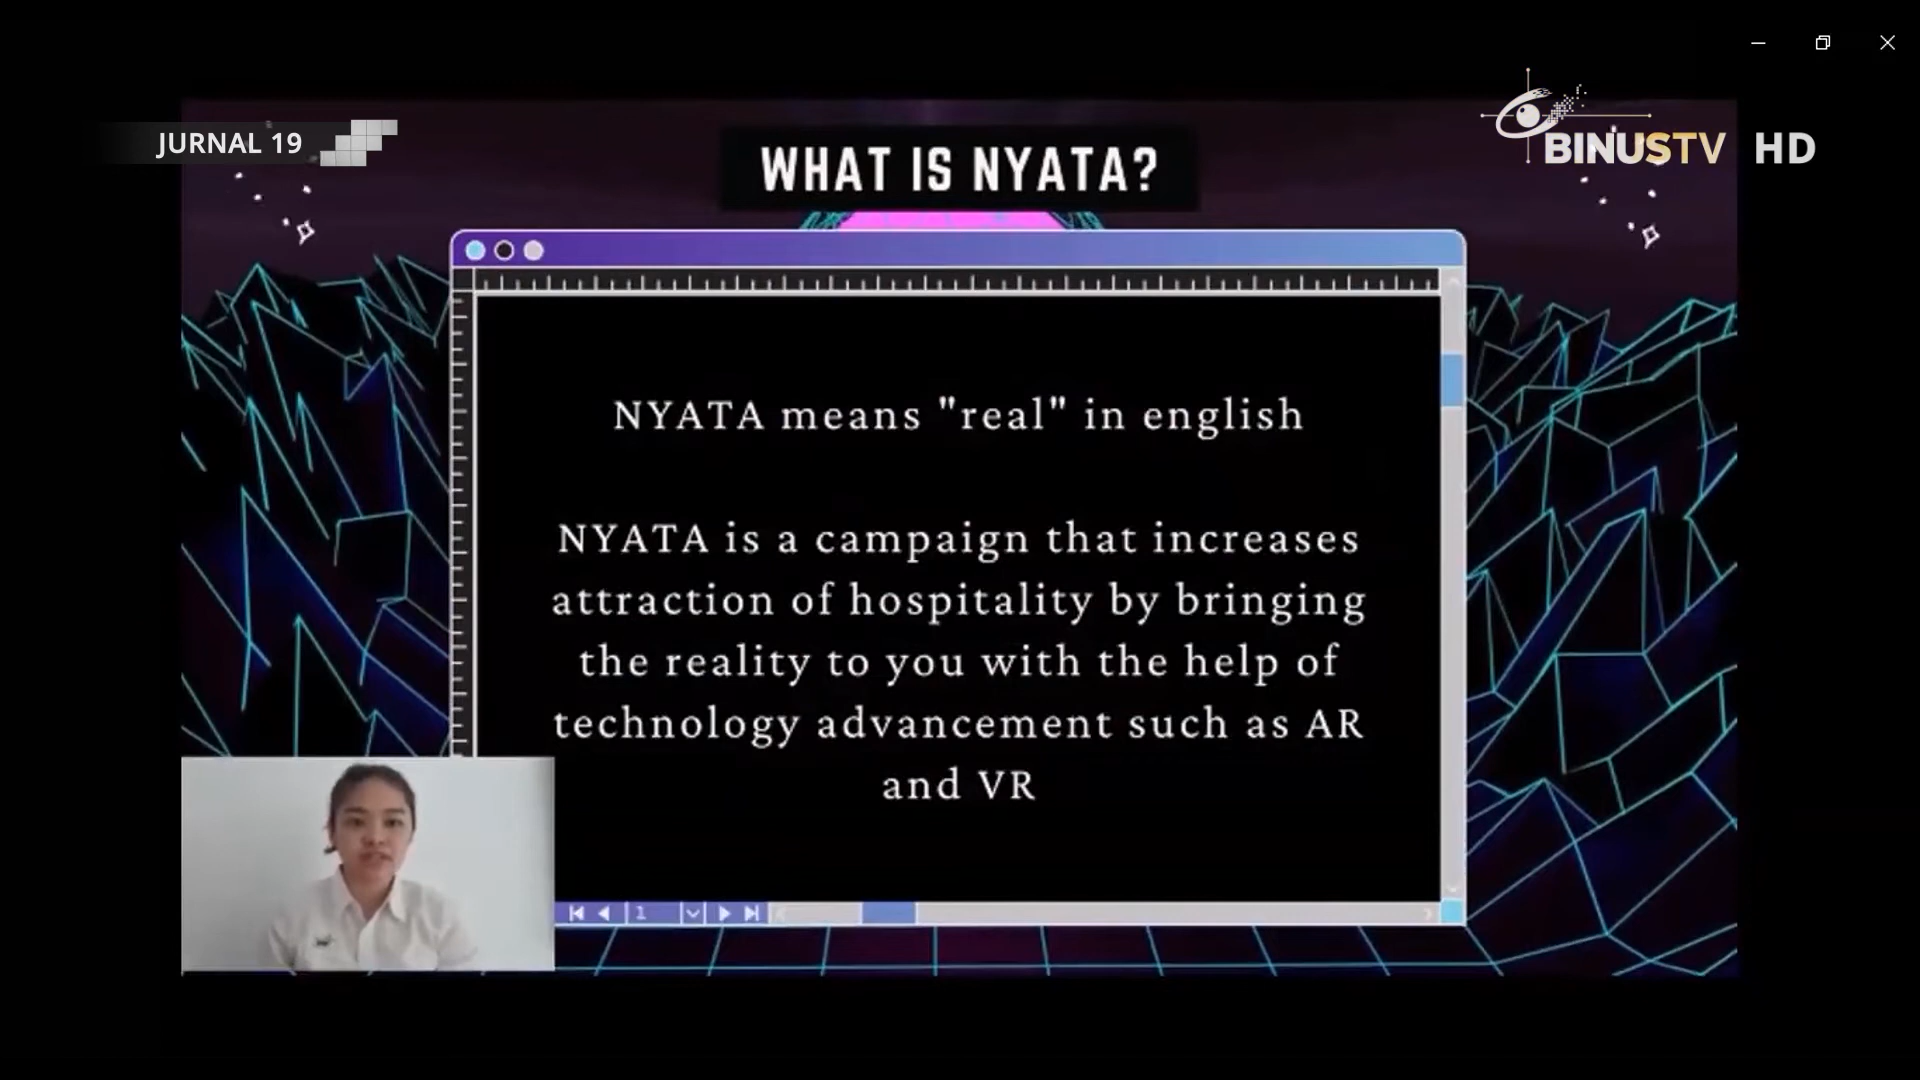 JURNAL 19
BINUSTV HD
WHAT IS NYATA?
NYATA means "real" in english
NYATA is a campaign that increases
attraction of hospitality by bringing
the reality to you with the help of
technology advancement such as AR
and VR
1